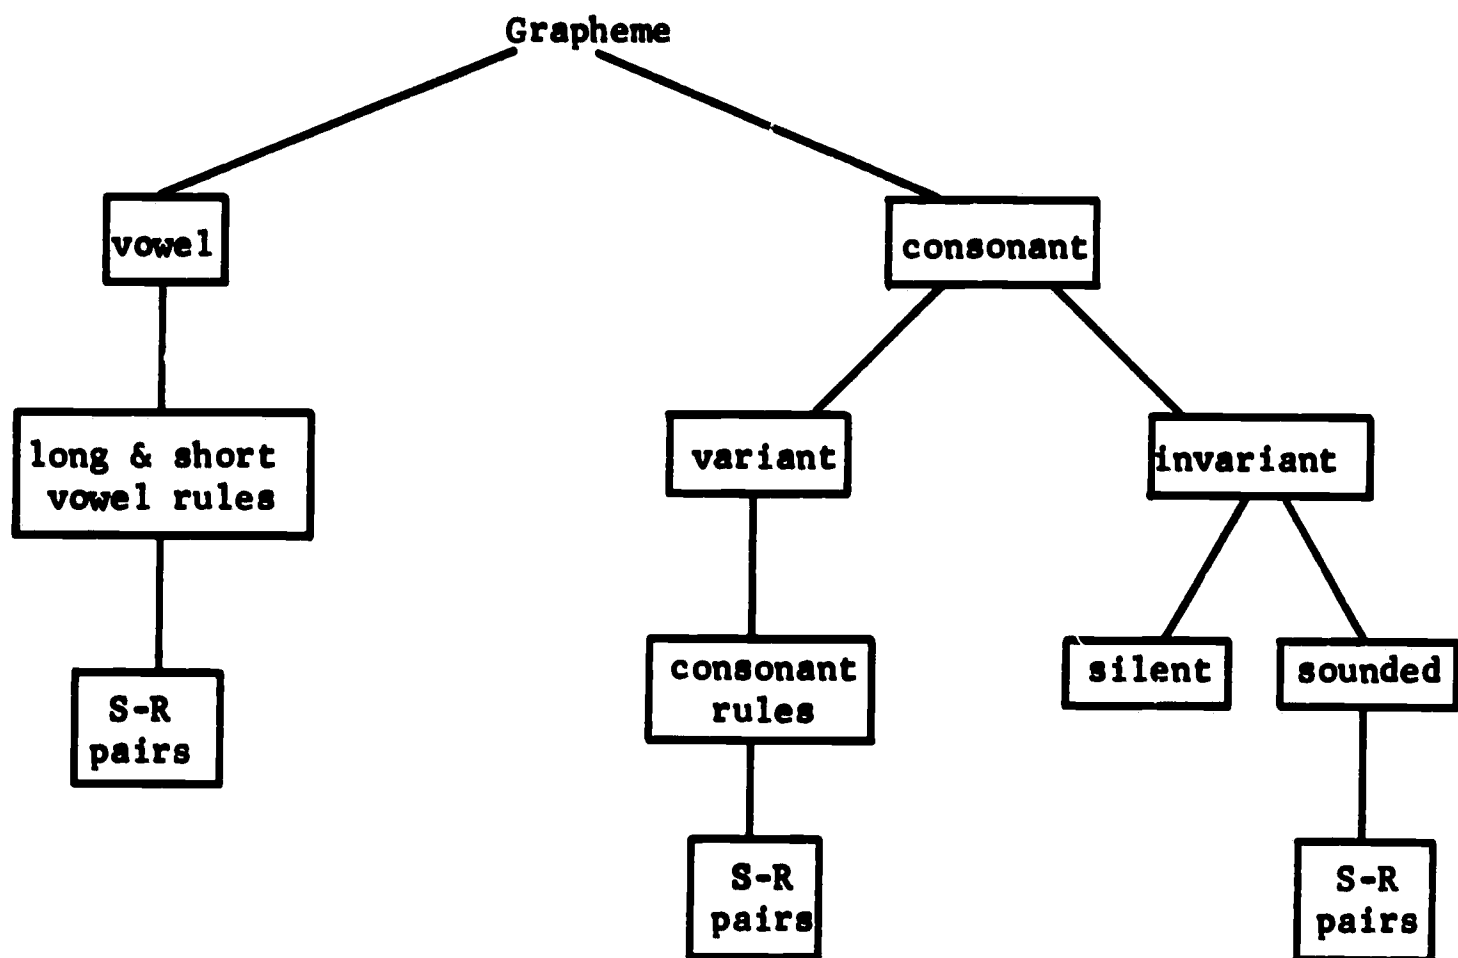 Grapheme
vowel
consonant
long & short
vowel rules
variant
invariant
S-R
pairs
consonant
rules
silent
sounded
S-R
pairs
S-R
pairs